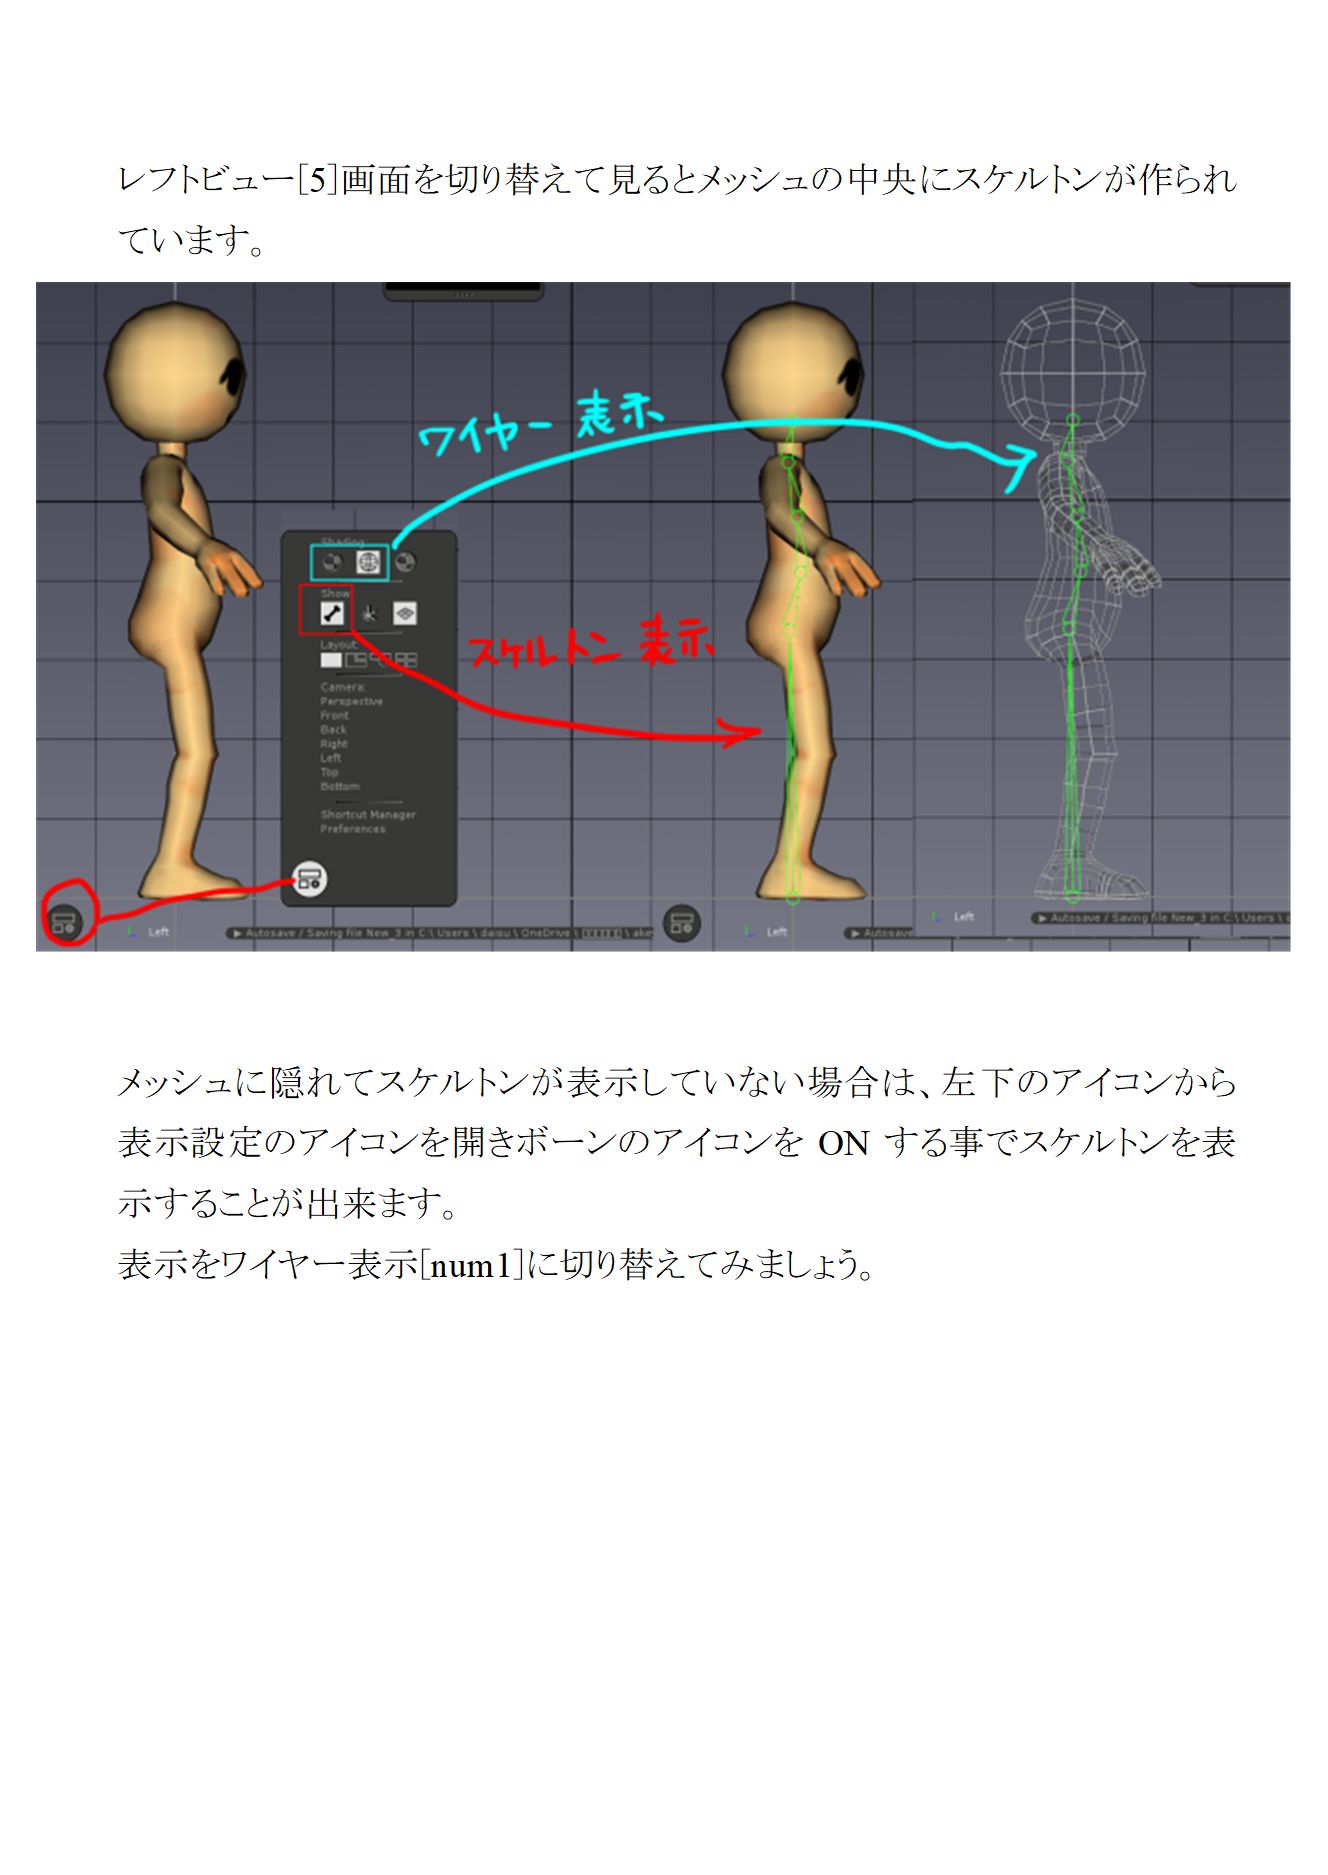 レフトビュー[5]画面を切り替えて見るとメッシュの中央にスケルトンが作られ
ています。
ワイヤー表示
Shading
Show
スケルトン表示
Layout:
Camera:
Perspective
Front
Back
Right
Left
Top
Bottom
Shortcut Manager
Preferences
Left
▶ Autosave / Saving file New_3 in C:\ Users \ daisu \ OneDrive \ □□□□□□ \ ake
Left
▶ Autosave
Left
▶ Autosave / Saving file New_3 in C:\ Users \
メッシュに隠れてスケルトンが表示していない場合は、左下のアイコンから
表示設定のアイコンを開きボーンのアイコンを ON する事でスケルトンを表
示することが出来ます。
表示をワイヤー表示[num1]に切り替えてみましょう。